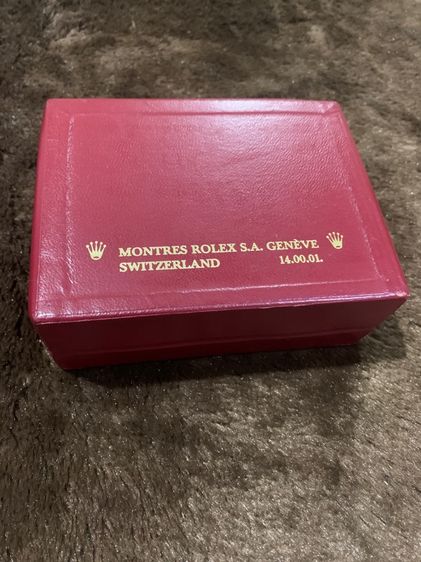 MONTRES ROLEX S.A. GENÈVE
SWITZERLAND 14.00.01.